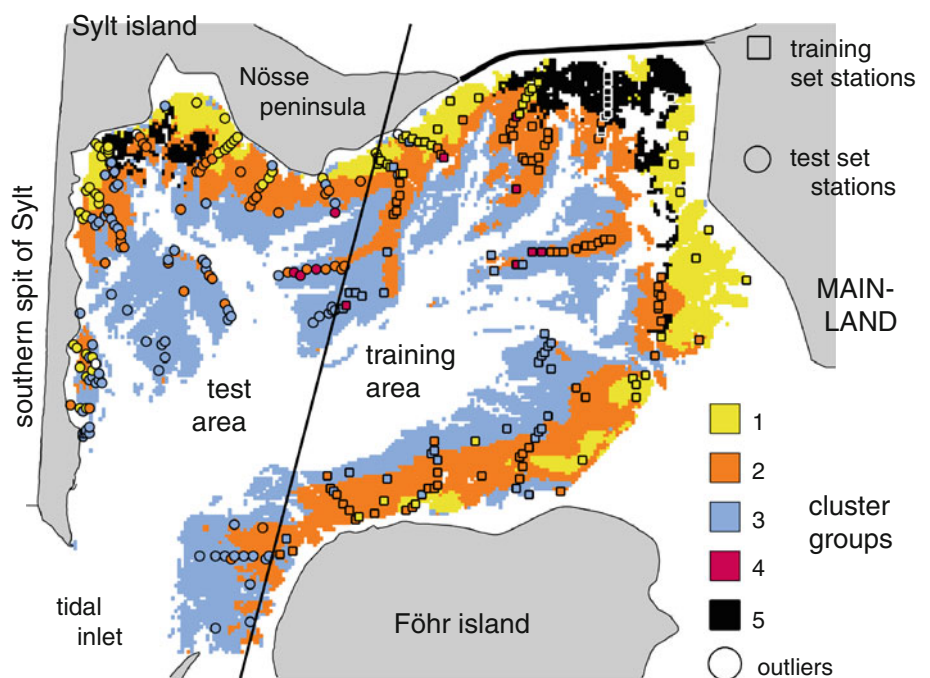 Sylt island
Nösse
peninsula
training
set stations
test set
stations
southern spit of Sylt
MAIN-
LAND
training
area
test
area
1
2
3
4
5
cluster
groups
outliers
tidal
inlet
Föhr island